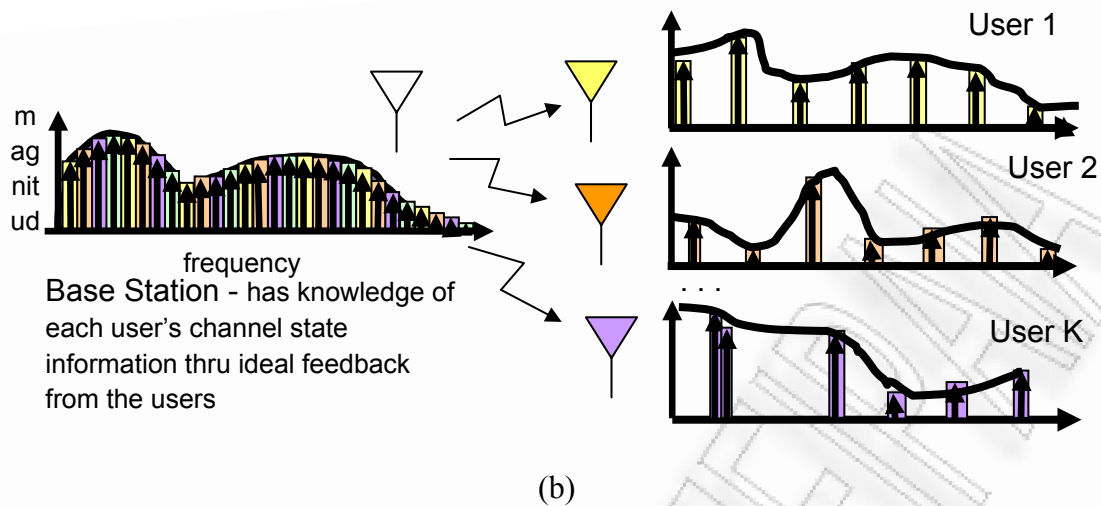 m
ag
nit
ud
frequency
Base Station - has knowledge of
each user's channel state
information thru ideal feedback
from the users
User 1
User 2
. . .
User K
(b)